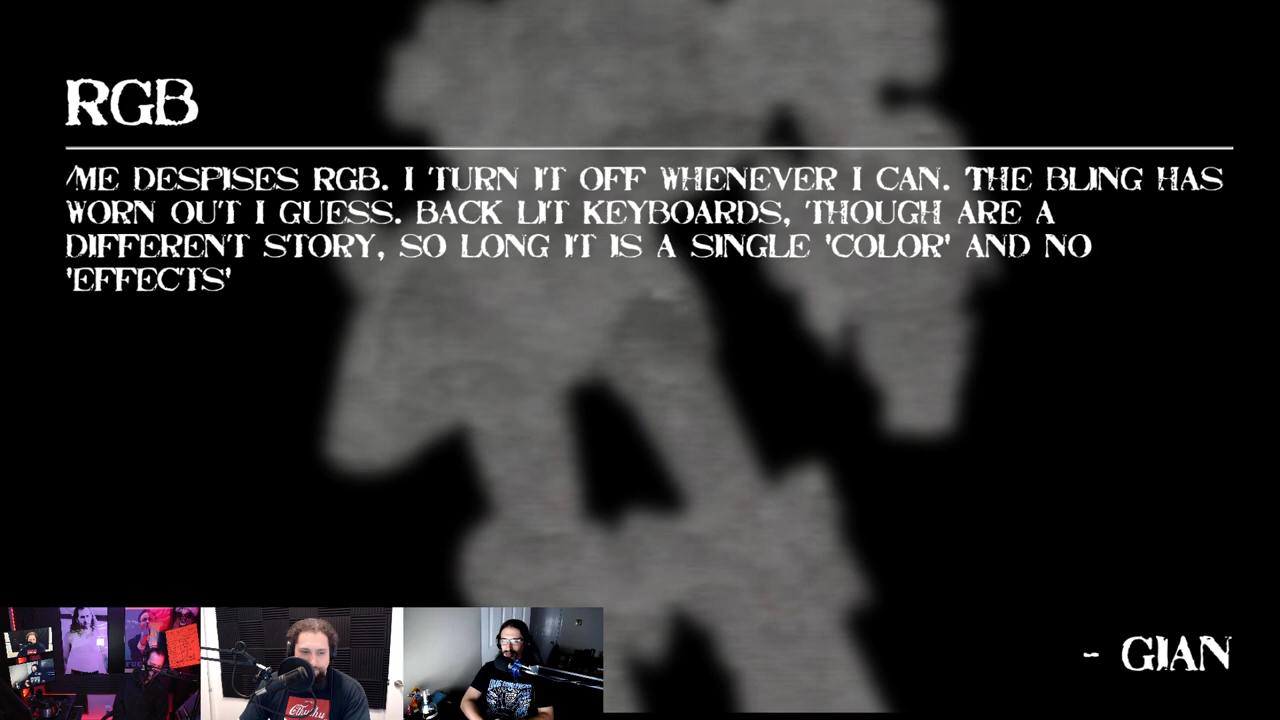 RGB
/ME DESPISES RGB. I TURN IT OFF WHENEVER I CAN. THE BLING HAS
WORN OUT I GUESS. BACK LIT KEYBOARDS, THOUGH ARE A
DIFFERENT STORY, SO LONG IT IS A SINGLE 'COLOR' AND NO
'EFFECTS'
- GIAN